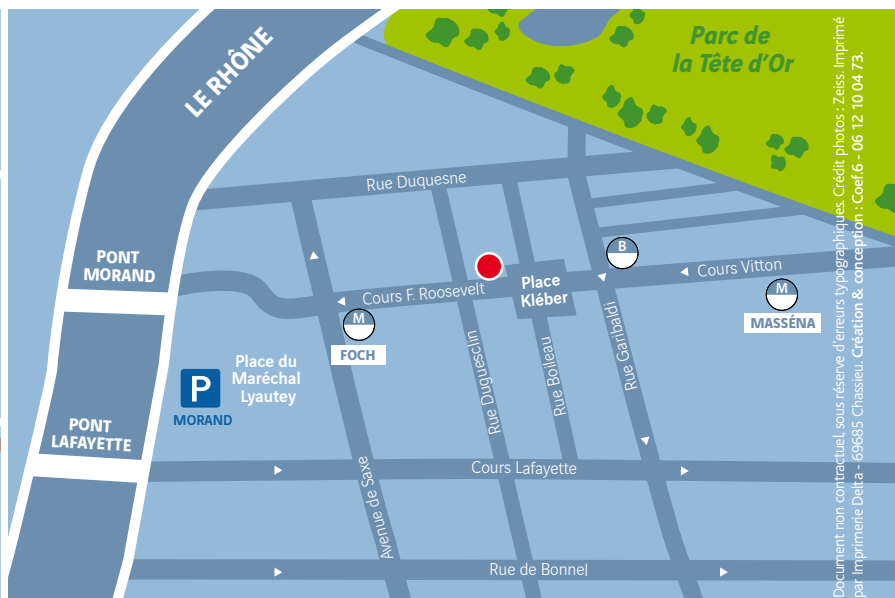 LE RHÔNE
Parc de
la Tête d'Or
Rue Duquesne
PONT
MORAND
B
Cours Vitton
Place
Kléber
Cours F. Roosevelt
M
MASSÉNA
M
FOCH
Rue Garibaldi
Rue Duguesclin
Rue Boileau
Place du
Maréchal
Lyautey
P
MORAND
PONT
LAFAYETTE
Cours Lafayette
Avenue de Saxe
Rue de Bonnel
Document non contractuel, sous réserve d'erreurs typographiques. Crédit photos : Zeiss. Imprimé
par Imprimerie Delta - 69685 Chassieu. Création & conception : Coef.6 - 06 12 10 04 73.